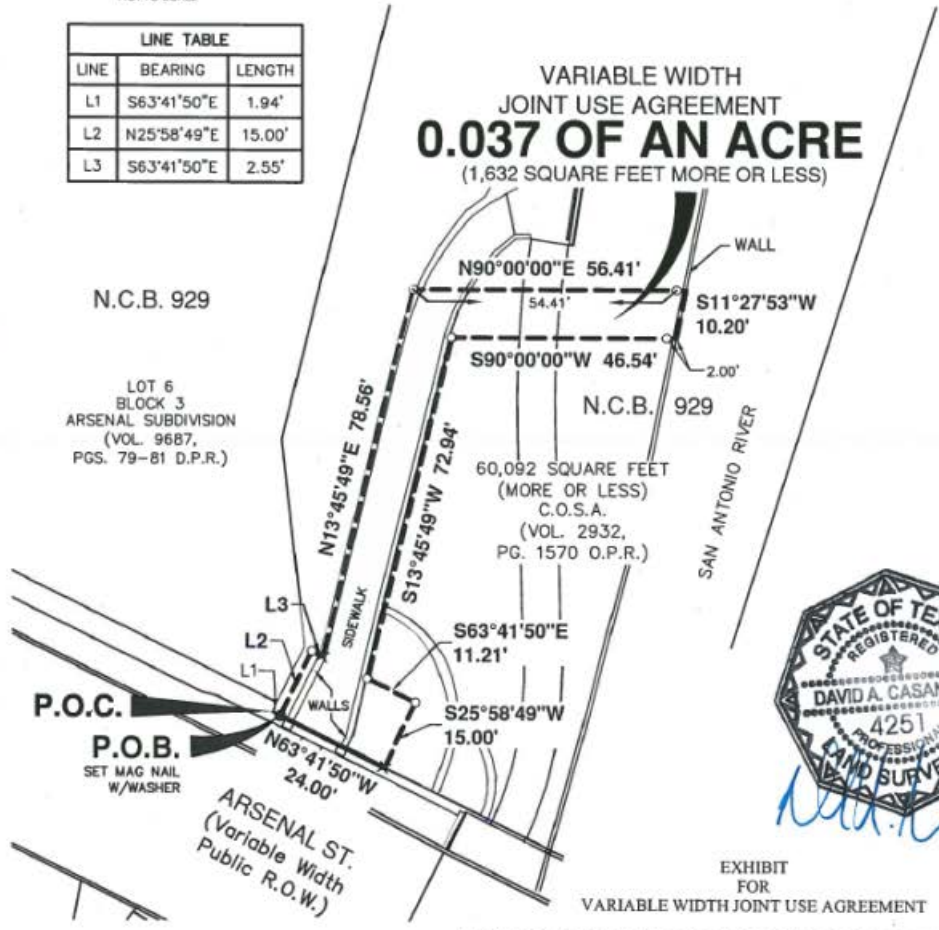 LINE TABLE
LINE BEARING LENGTH
L1 S63°41'50"E 1.94'
L2 N25°58'49"E 15.00'
L3 S63°41'50"E 2.55'
VARIABLE WIDTH
JOINT USE AGREEMENT
0.037 OF AN ACRE
(1,632 SQUARE FEET MORE OR LESS)
WALL
N90°00'00"E 56.41'
54.41'
S11°27'53"W
10.20'
S90°00'00"W 46.54'
2.00'
N.C.B. 929
N.C.B. 929
LOT 6
BLOCK 3
ARSENAL SUBDIVISION
(VOL. 9687,
PGS. 79-81 D.P.R.)
N13°45'49"E 78.56'
S13°45'49"W 72.94'
60,092 SQUARE FEET
(MORE OR LESS)
C.O.S.A.
(VOL. 2932,
PG. 1570 O.P.R.)
SAN ANTONIO RIVER
L3
L2
L1
SIDEWALK
WALLS
S63°41'50"E
11.21'
S25°58'49"W
15.00'
P.O.C.
P.O.B.
SET MAG NAIL
W/WASHER
N63°41'50"W
24.00'
ARSENAL ST.
(Variable Width
Public R.O.W.)
STATE OF
REGISTERED
DAVID A.
4251
LAND
EXHIBIT
FOR
VARIABLE WIDTH JOINT USE AGREEMENT